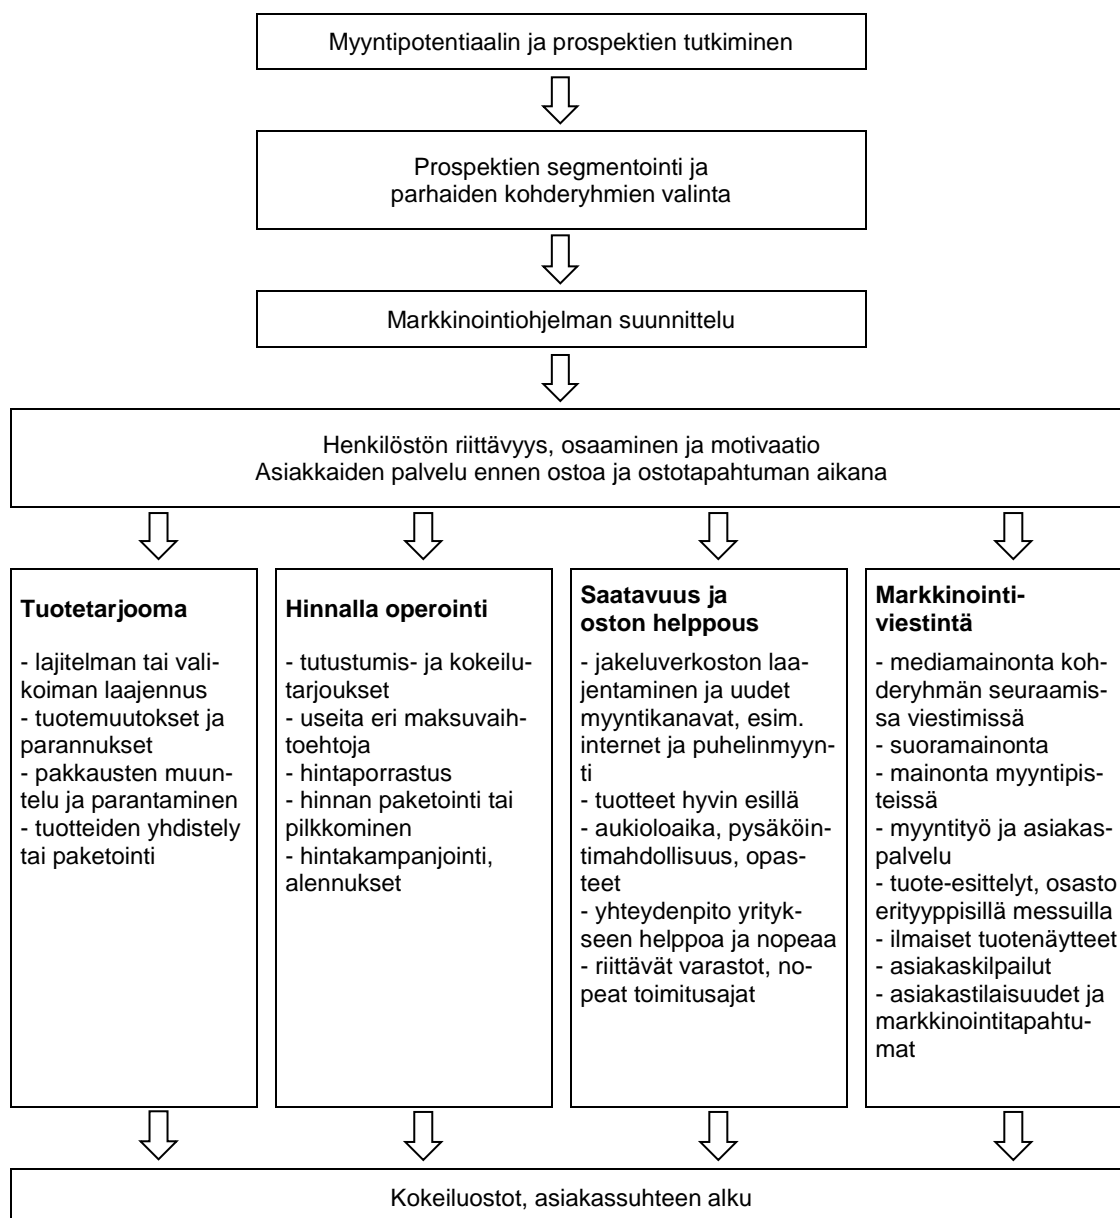 Myyntipotentiaalin ja prospektien tutkiminen
Prospektien segmentointi ja
parhaiden kohderyhmien valinta
Markkinointiohjelman suunnittelu
Henkilöstön riittävyys, osaaminen ja motivaatio
Asiakkaiden palvelu ennen ostoa ja ostotapahtuman aikana
Tuotetarjooma
- lajitelman tai vali-
koiman laajennus
- tuotemuutokset ja
parannukset
- pakkausten muun-
telu ja parantaminen
- tuotteiden yhdistely
tai paketointi
Hinnalla operointi
- tutustumis- ja kokeilu-
tarjoukset
- useita eri maksuvaih-
toehtoja
- hintaporrastus
- hinnan paketointi tai
pilkkominen
- hintakampanjointi,
alennukset
Saatavuus ja
oston helppous
- jakeluverkoston laa-
jentaminen ja uudet
myyntikanavat, esim.
internet ja puhelinmyyn-
ti
- tuotteet hyvin esillä
- aukioloaika, pysäköin-
timahdollisuus, opas-
teet
- yhteydenpito yrityk-
seen helppoa ja nopeaa
- riittävät varastot, no-
peat toimitusajat
Markkinointi-
viestintä
- mediamainonta koh-
deryhmän seuraamis-
sa viestimissä
- suoramainonta
- mainonta myyntipis-
teissä
- myyntityö ja asiakas-
palvelu
- tuote-esittelyt, osasto
erityyppisillä messuilla
- ilmaiset tuotenäytteet
- asiakaskilpailut
- asiakastilaisuudet ja
markkinointitapahtu-
mat
Kokeiluostot, asiakassuhteen alku